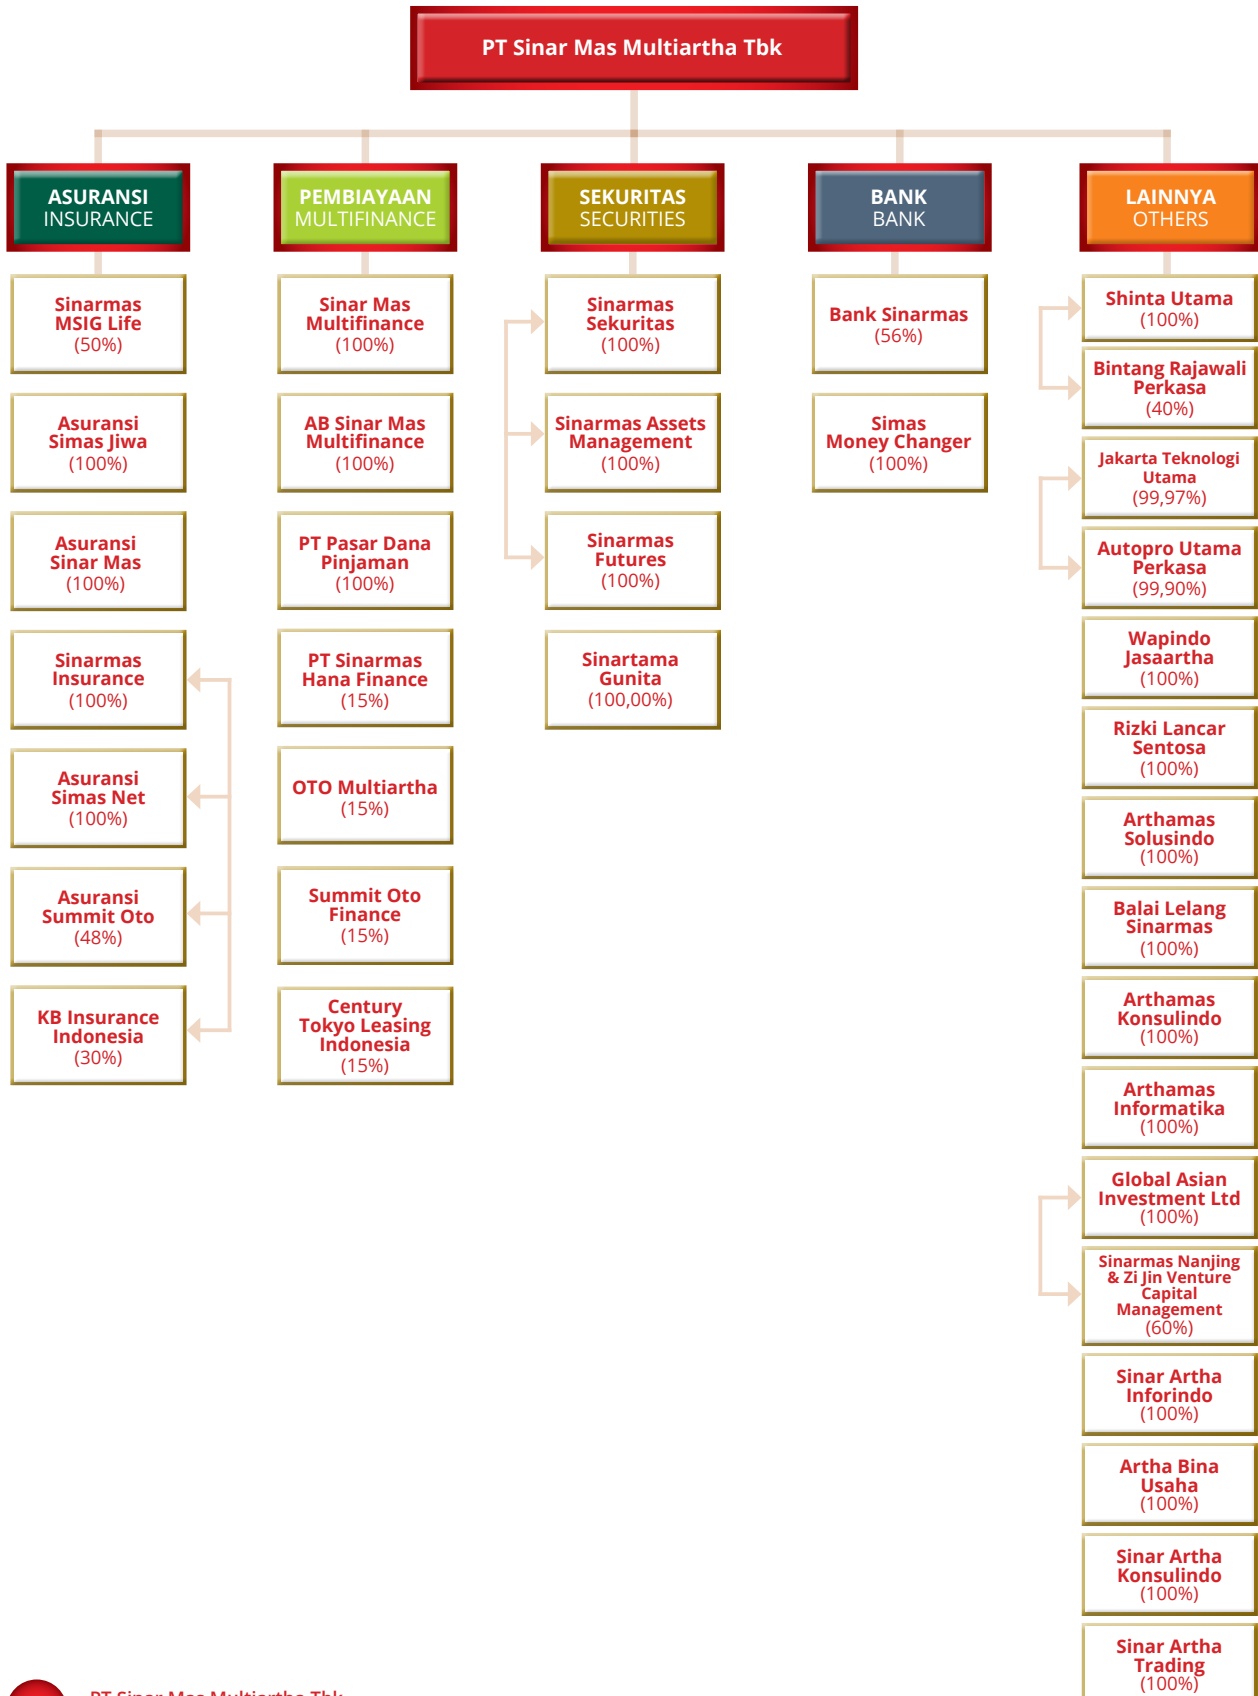 PT Sinar Mas Multiartha Tbk
ASURANSI
INSURANCE
Sinarmas
MSIG Life
(50%)
Asuransi
Simas Jiwa
(100%)
Asuransi
Sinar Mas
(100%)
Sinarmas
Insurance
(100%)
Asuransi
Simas Net
(100%)
Asuransi
Summit Oto
(48%)
KB Insurance
Indonesia
(30%)
PEMBIAYAAN
MULTIFINANCE
Sinar Mas
Multifinance
(100%)
AB Sinar Mas
Multifinance
(100%)
PT Pasar Dana
Pinjaman
(100%)
PT Sinarmas
Hana Finance
(15%)
OTO Multiartha
(15%)
Summit Oto
Finance
(15%)
Century
Tokyo Leasing
Indonesia
(15%)
SEKURITAS
SECURITIES
Sinarmas
Sekuritas
(100%)
Sinarmas Assets
Management
(100%)
Sinarmas
Futures
(100%)
Sinartama
Gunita
(100,00%)
BANK
BANK
Bank Sinarmas
(56%)
Simas
Money Changer
(100%)
LAINNYA
OTHERS
Shinta Utama
(100%)
Bintang Rajawali
Perkasa
(40%)
Jakarta Teknologi
Utama
(99,97%)
Autopro Utama
Perkasa
(99,90%)
Wapindo
Jasaartha
(100%)
Rizki Lancar
Sentosa
(100%)
Arthamas
Solusindo
(100%)
Balai Lelang
Sinarmas
(100%)
Arthamas
Konsulindo
(100%)
Arthamas
Informatika
(100%)
Global Asian
Investment Ltd
(100%)
Sinarmas Nanjing
& Zi Jin Venture
Capital
Management
(60%)
Sinar Artha
Inforindo
(100%)
Artha Bina
Usaha
(100%)
Sinar Artha
Konsulindo
(100%)
Sinar Artha
Trading
(100%)
PT Sinar Mas Multiartha Tbk